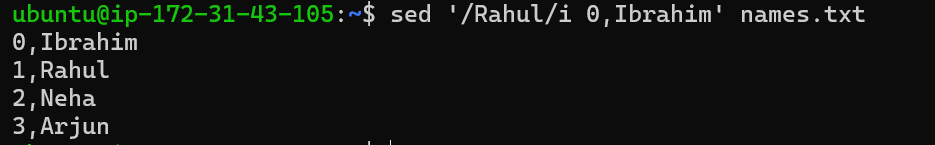 ubuntu@ip-172-31-43-105:~$ sed '/Rahul/i 0,Ibrahim' names.txt
0,Ibrahim
1,Rahul
2,Neha
3,Arjun